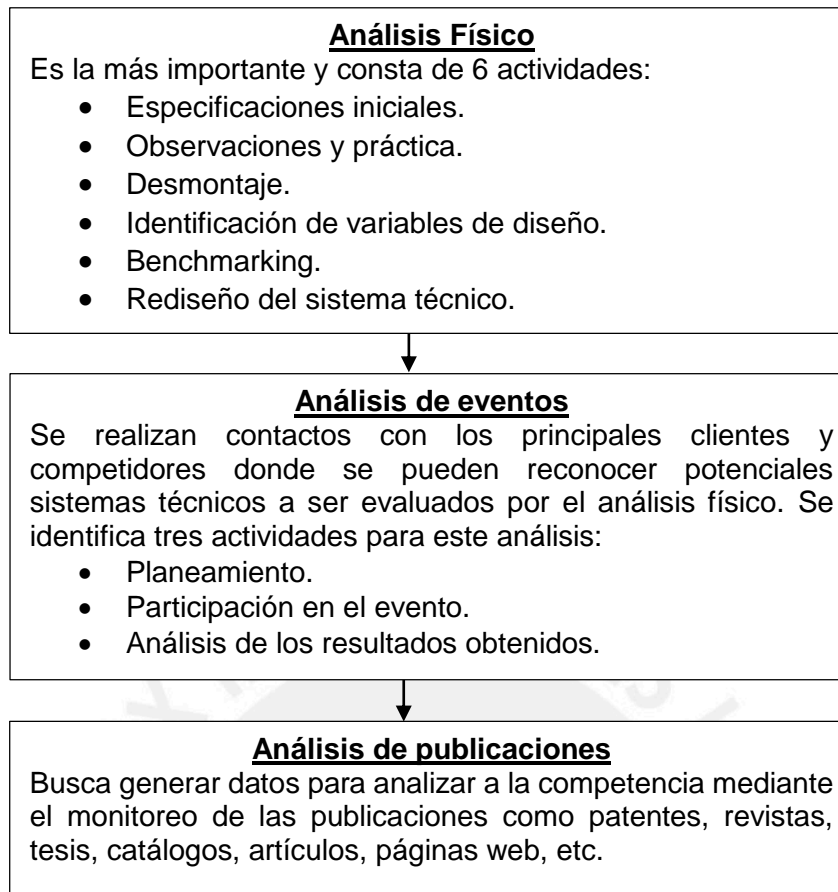 Análisis Físico
Es la más importante y consta de 6 actividades:
• Especificaciones iniciales.
• Observaciones y práctica.
• Desmontaje.
• Identificación de variables de diseño.
• Benchmarking.
• Rediseño del sistema técnico.
Análisis de eventos
Se realizan contactos con los principales clientes y
competidores donde se pueden reconocer potenciales
sistemas técnicos a ser evaluados por el análisis físico. Se
identifica tres actividades para este análisis:
• Planeamiento.
• Participación en el evento.
• Análisis de los resultados obtenidos.
Análisis de publicaciones
Busca generar datos para analizar a la competencia mediante
el monitoreo de las publicaciones como patentes, revistas,
tesis, catálogos, artículos, páginas web, etc.